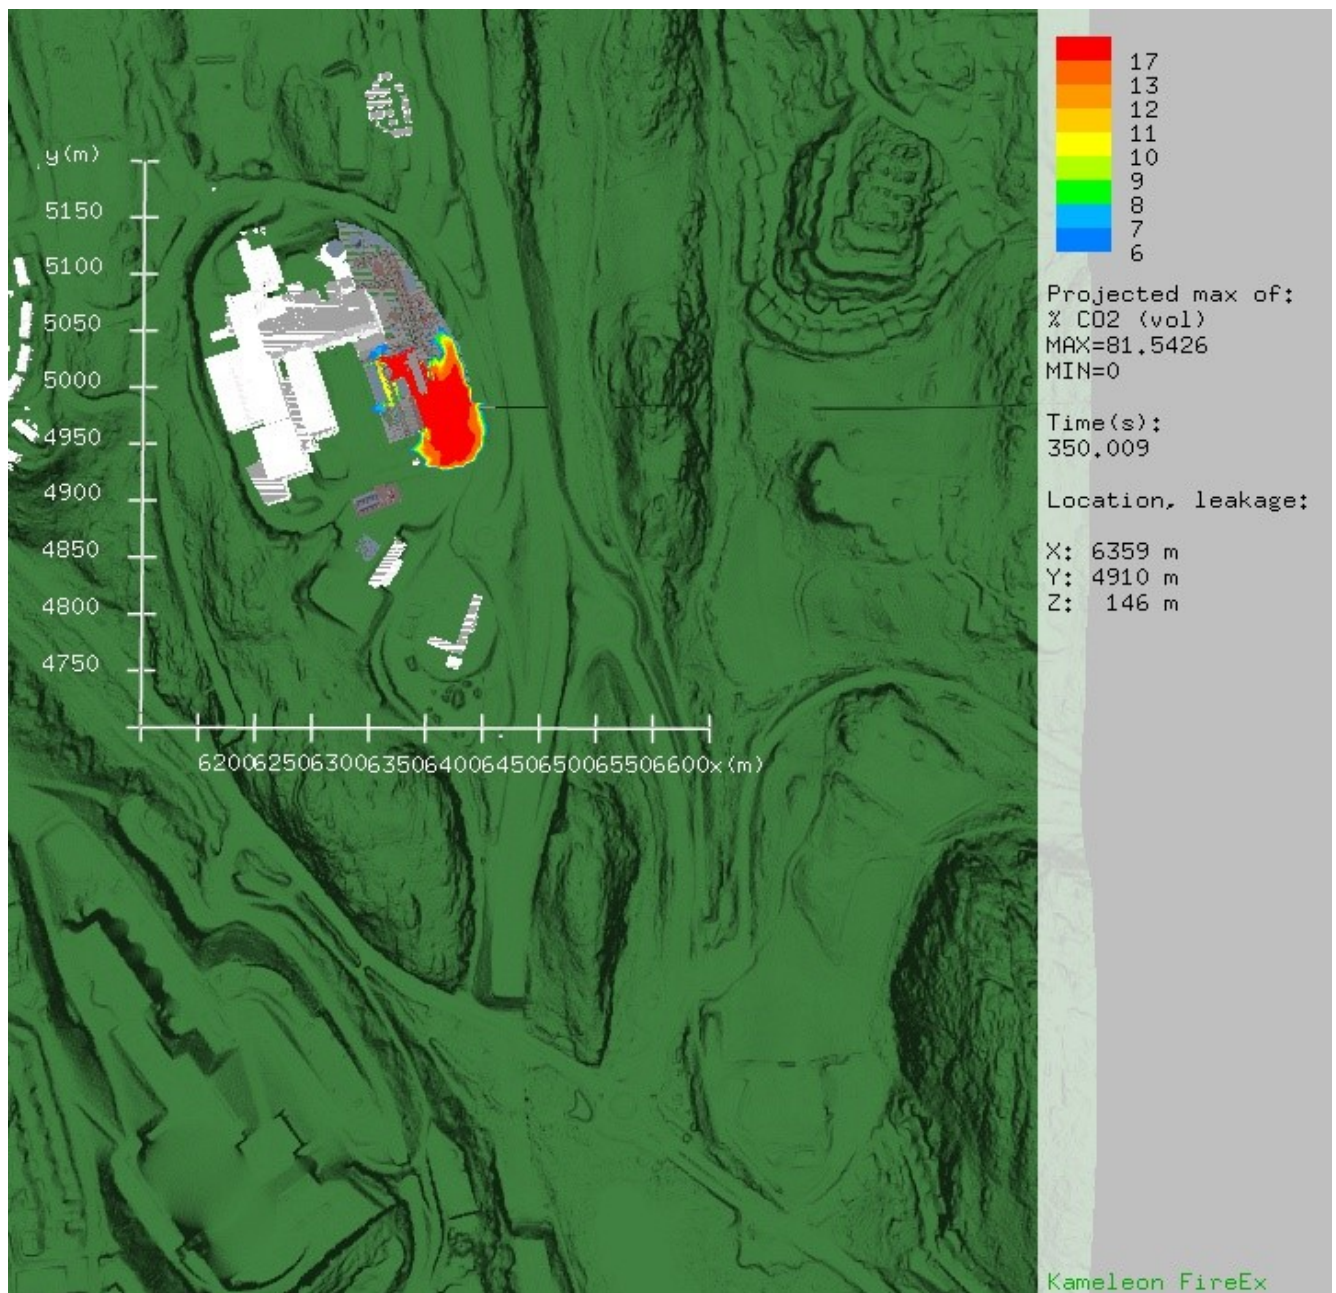 y(m)
5150
5100
5050
5000
4950
4900
4850
4800
4750
620062506300635064006450650065506600x(m)
17
13
12
11
10
9
8
7
6
Projected max of:
% CO2 (vol)
MAX=81.5426
MIN=0
Time(s):
350.009
Location, leakage:
X: 6359 m
Y: 4910 m
Z: 146 m
Kameleon FireEx